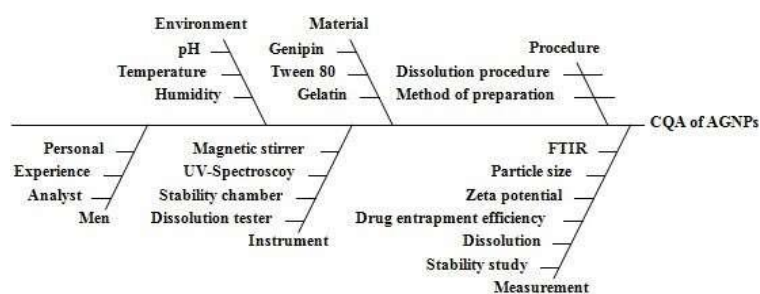 Environment
pH
Temperature
Humidity
Material
Genipin
Tween 80
Gelatin
Procedure
Dissolution procedure
Method of preparation
CQA of AGNPs
Personal
Experience
Analyst
Men
Magnetic stirrer
UV-Spectroscoy
Stability chamber
Dissolution tester
Instrument
FTIR
Particle size
Zeta potential
Drug entrapment efficiency
Dissolution
Stability study
Measurement